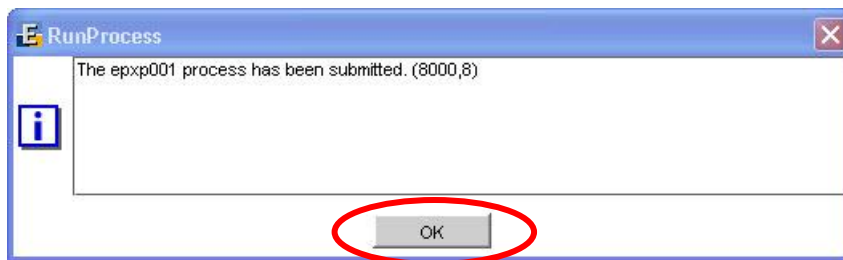 RunProcess
The epxp001 process has been submitted. (8000,8)
OK